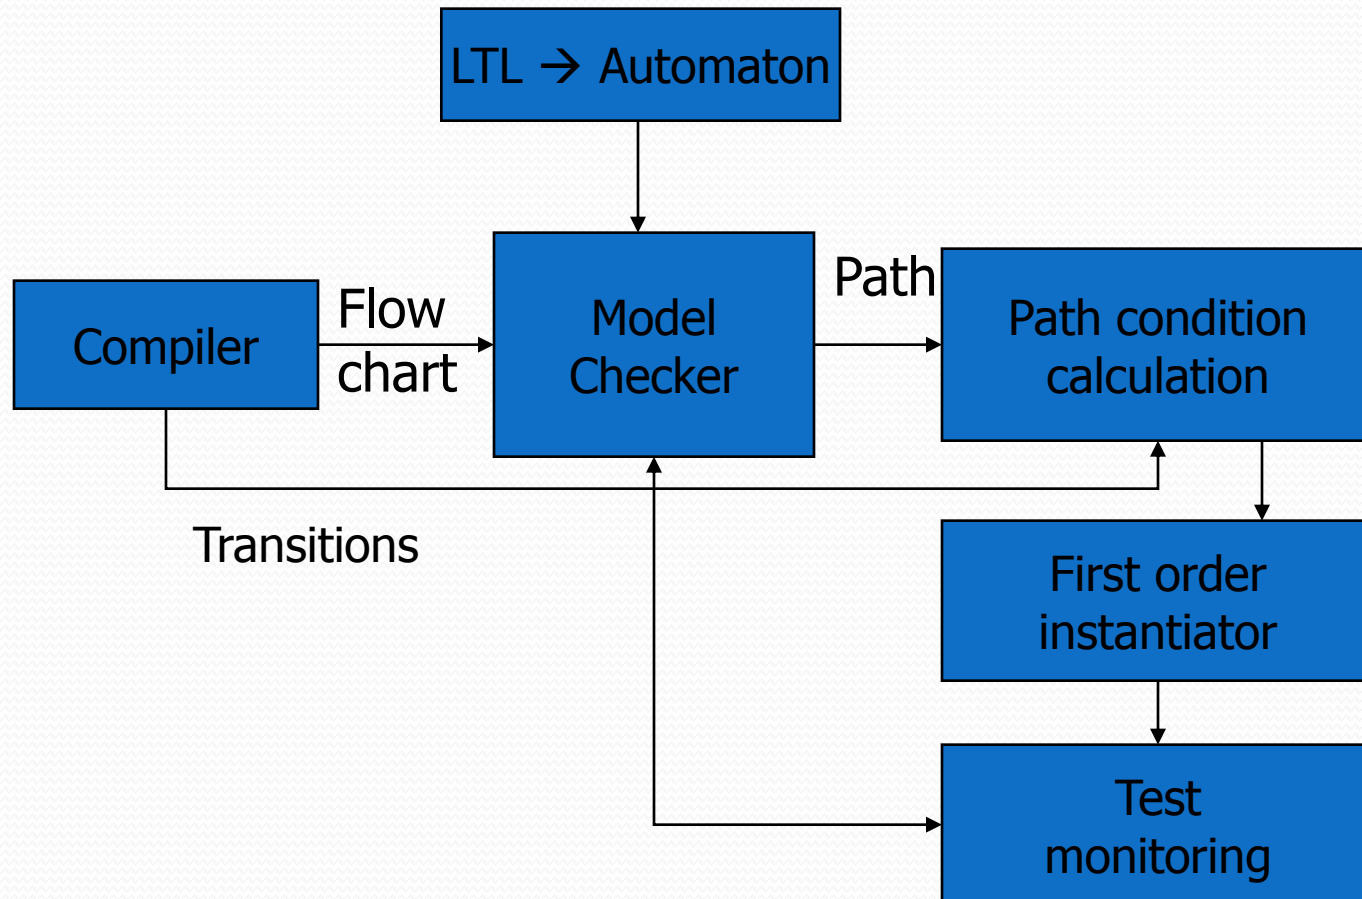 LTL → Automaton
Compiler
Flow
chart
Model
Checker
Path
Path condition
calculation
Transitions
First order
instantiator
Test
monitoring